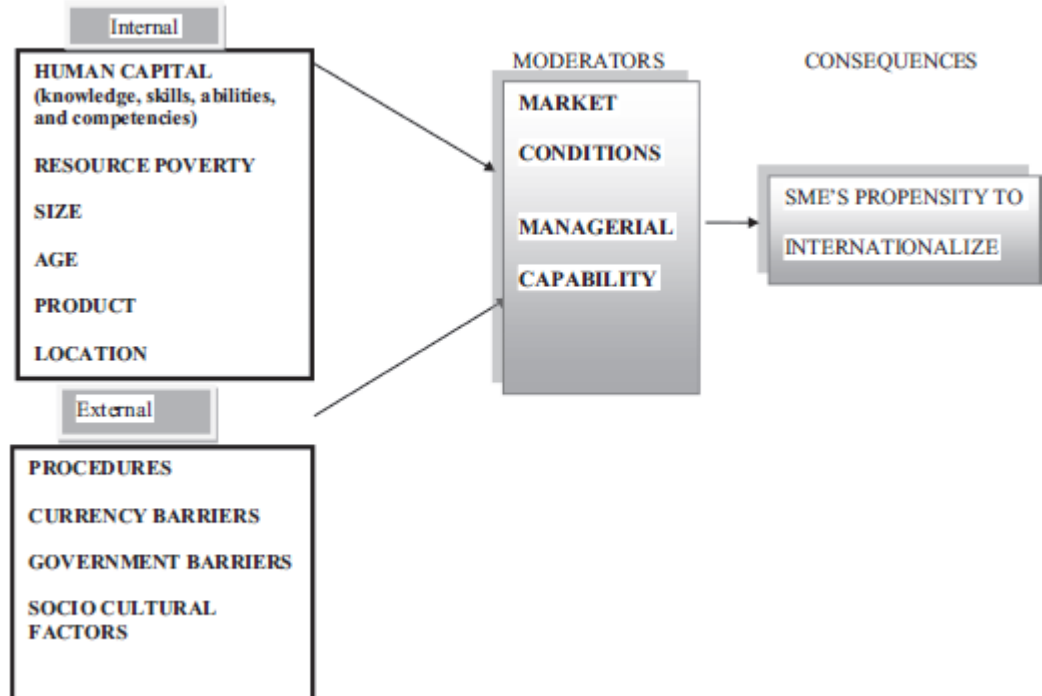 Internal
HUMAN CAPITAL
(knowledge, skills, abilities,
and competencies)
RESOURCE POVERTY
SIZE
AGE
PRODUCT
LOCATION
External
PROCEDURES
CURRENCY BARRIERS
GOVERNMENT BARRIERS
SOCIO CULTURAL
FACTORS
MODERATORS
MARKET
CONDITIONS
MANAGERIAL
CAPABILITY
CONSEQUENCES
SME'S PROPENSITY TO
INTERNATIONALIZE